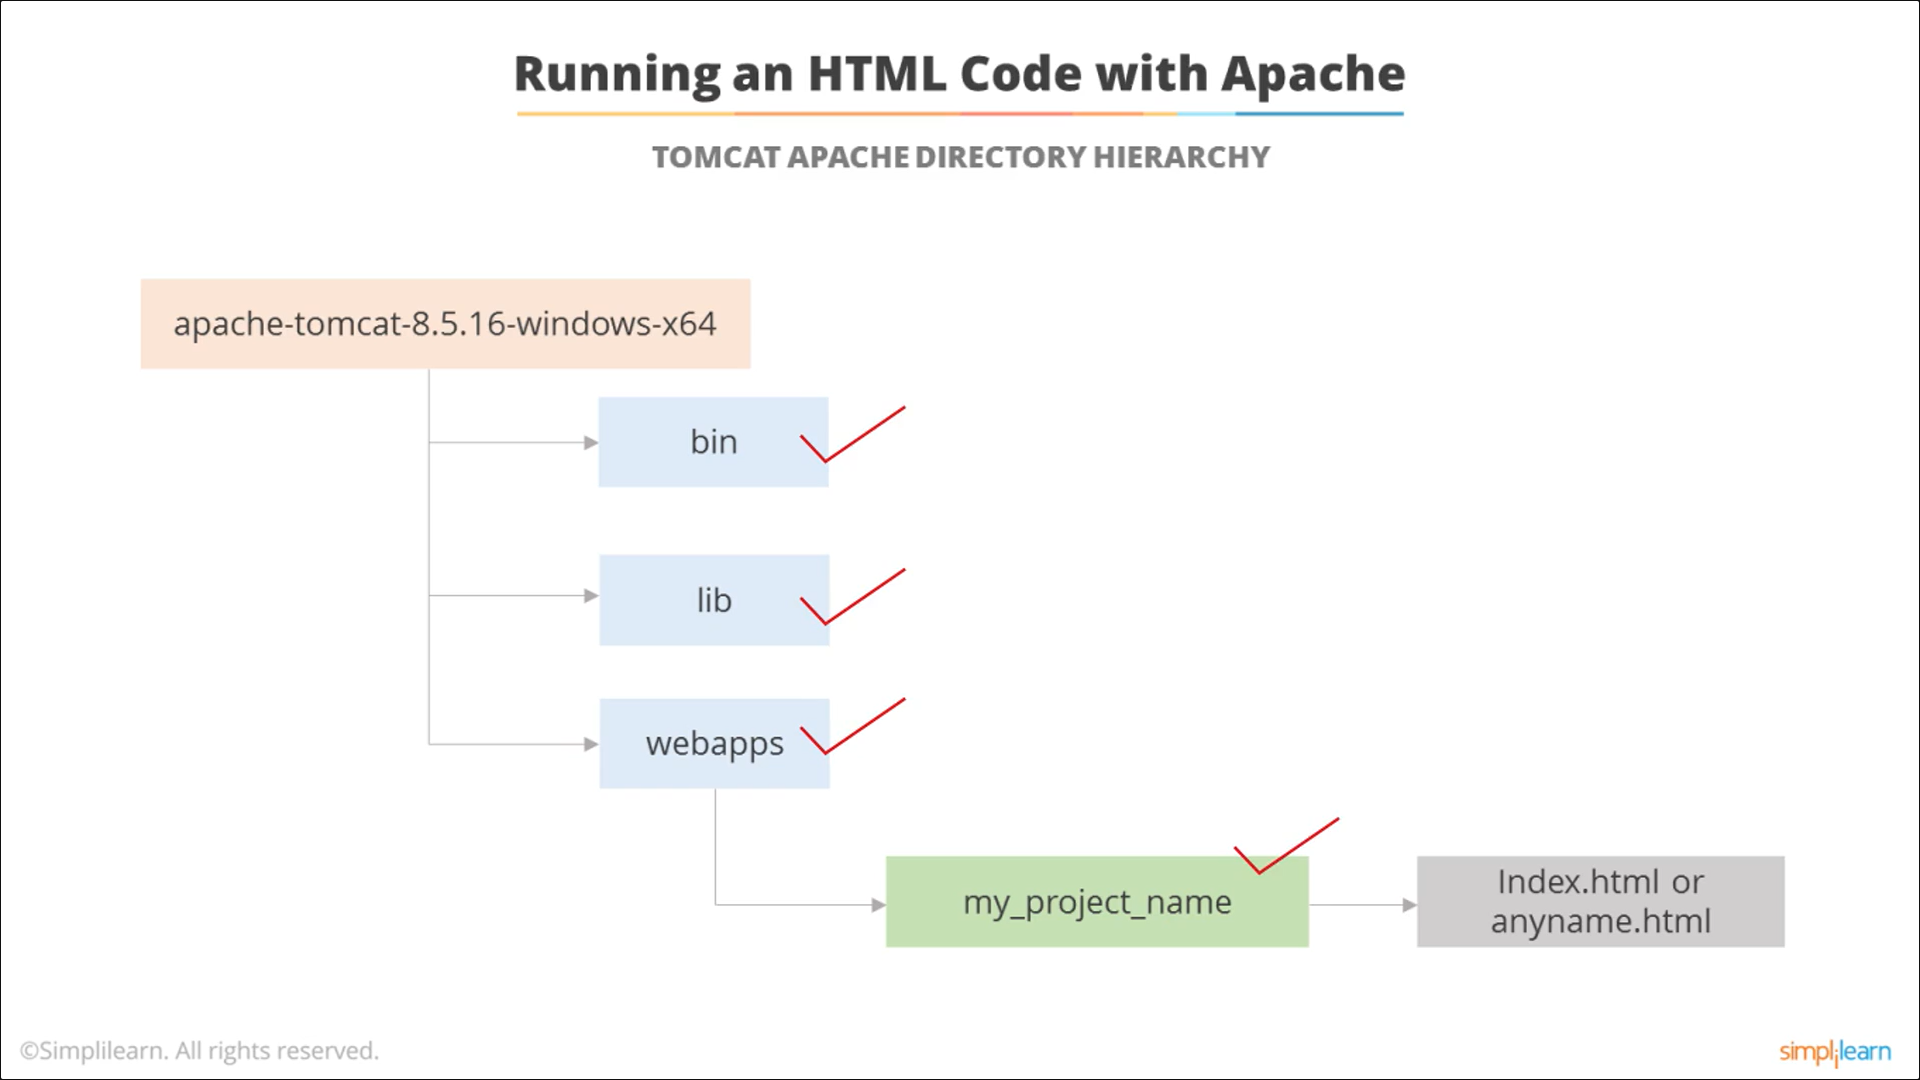 Running an HTML Code with Apache
TOMCAT APACHE DIRECTORY HIERARCHY
apache-tomcat-8.5.16-windows-x64
bin
lib
webapps
my_project_name
Index.html or
anyname.html
©Simplilearn. All rights reserved.
simplilearn